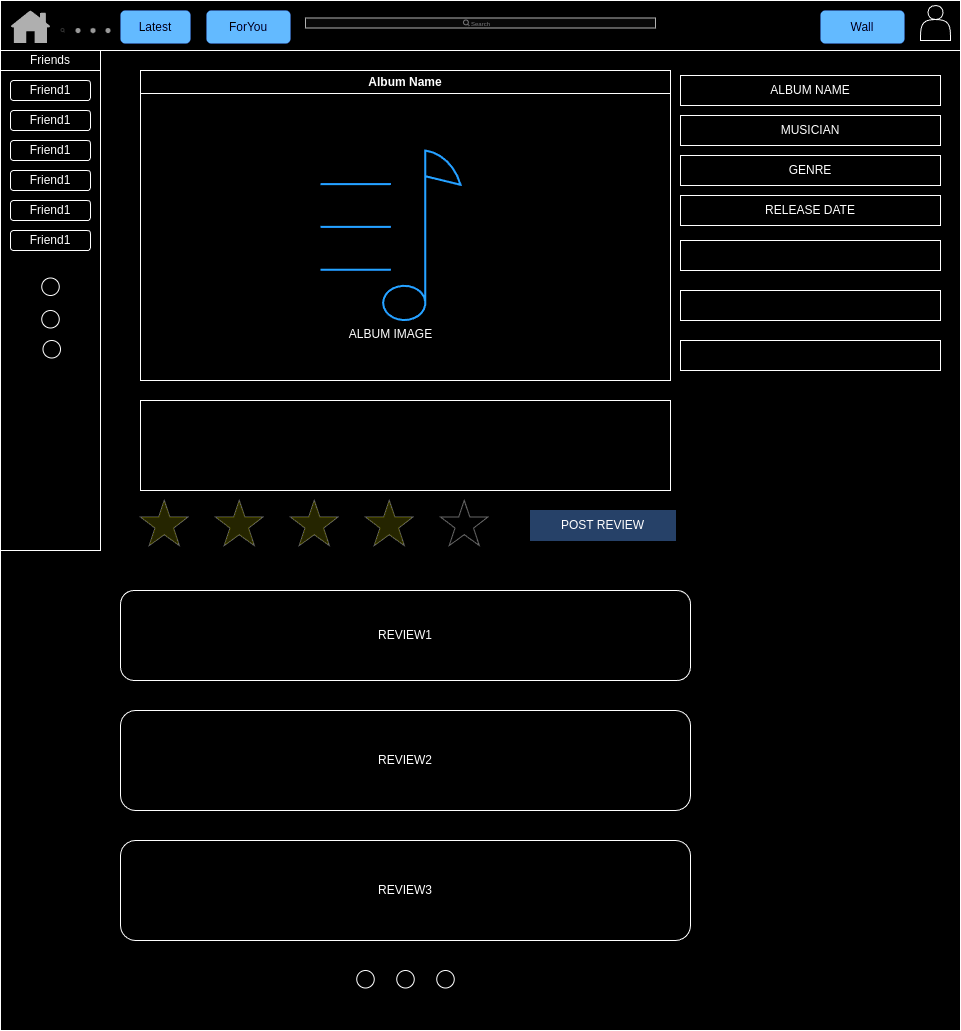 Latest
ForYou
Search
Wall
Friends
Friend1
Friend1
Friend1
Friend1
Friend1
Friend1
Album Name
ALBUM IMAGE
ALBUM NAME
MUSICIAN
GENRE
RELEASE DATE
POST REVIEW
REVIEW1
REVIEW2
REVIEW3